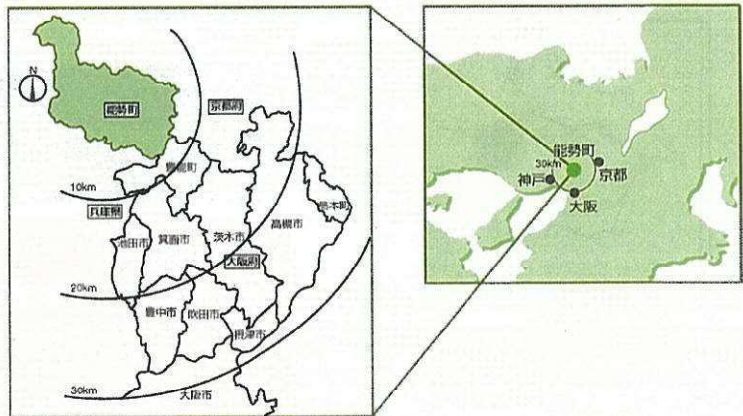 N
能勢町
京都府
豊能町
10km
兵庫県
島本町
高槻市
茨木市
箕面市
池田市
大阪府
20km
豊中市
吹田市
摂津市
30km
大阪市
能勢町
30km
京都
神戸
大阪